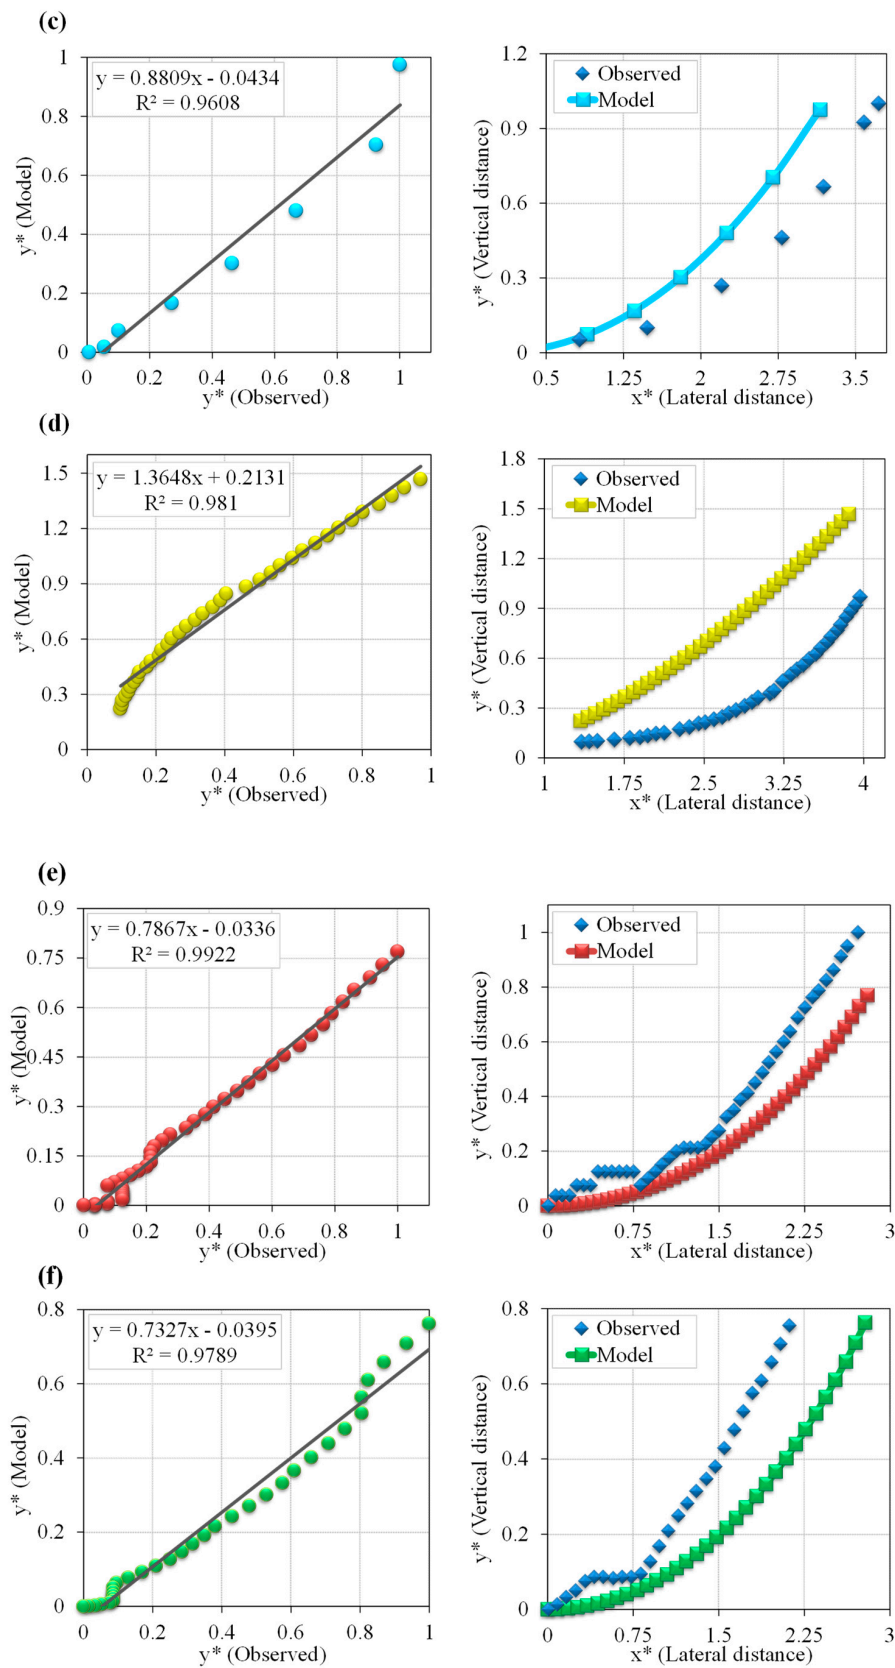 (c)
y = 0.8809x - 0.0434
R² = 0.9608
y* (Model)
1
0.8
0.6
0.4
0.2
0
0 0.2 0.4 0.6 0.8 1
y* (Observed)
Observed
Model
y* (Vertical distance)
1.2
0.9
0.6
0.3
0
0.5 1.25 2 2.75 3.5
x* (Lateral distance)
(d)
y = 1.3648x + 0.2131
R² = 0.981
y* (Model)
1.5
1.2
0.9
0.6
0.3
0
0 0.2 0.4 0.6 0.8 1
y* (Observed)
Observed
Model
y* (Vertical distance)
1.8
1.5
1.2
0.9
0.6
0.3
0
1 1.75 2.5 3.25 4
x* (Lateral distance)
(e)
y = 0.7867x - 0.0336
R² = 0.9922
y* (Model)
0.9
0.75
0.6
0.45
0.3
0.15
0
0 0.2 0.4 0.6 0.8 1
y* (Observed)
Observed
Model
y* (Vertical distance)
1
0.8
0.6
0.4
0.2
0
0 0.75 1.5 2.25 3
x* (Lateral distance)
(f)
y = 0.7327x - 0.0395
R² = 0.9789
y* (Model)
0.8
0.6
0.4
0.2
0
0 0.2 0.4 0.6 0.8 1
y* (Observed)
Observed
Model
y* (Vertical distance)
0.8
0.6
0.4
0.2
0
0 0.75 1.5 2.25 3
x* (Lateral distance)